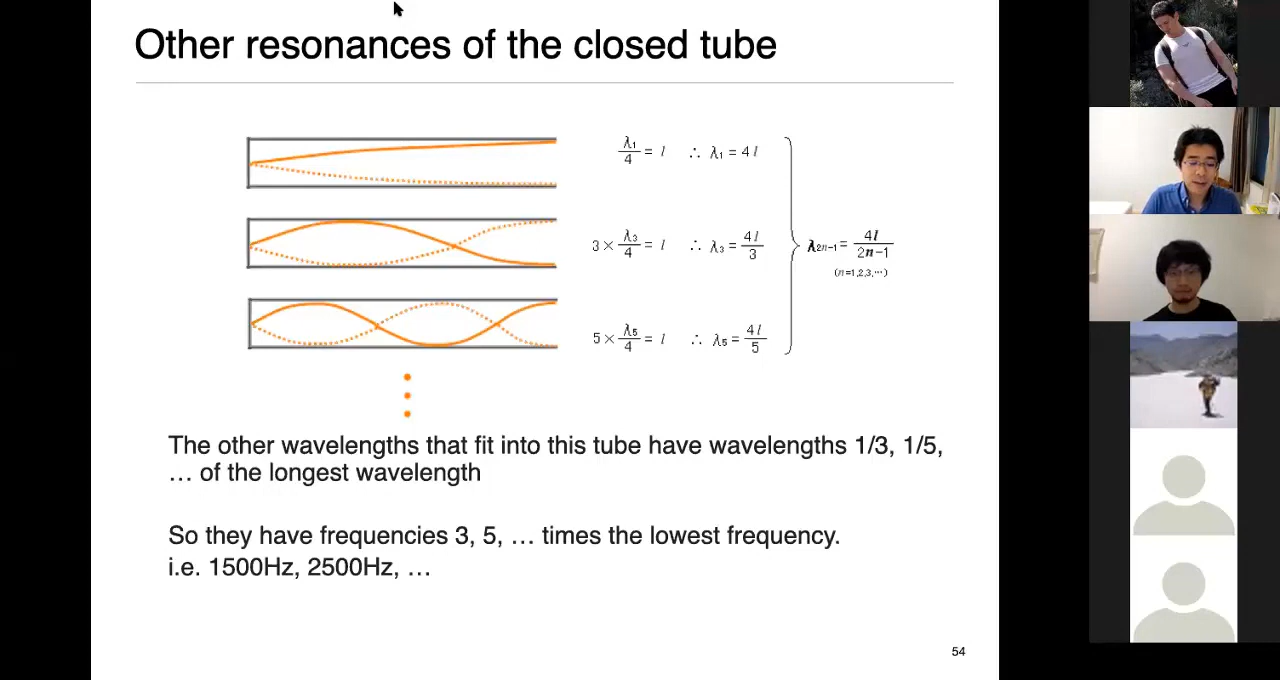 Other resonances of the closed tube
λ1/4 = l ∴ λ1 = 4l
3 × λ3/4 = l ∴ λ3 = 4l/3
λ2n−1 = 4l/2n−1
(n=1,2,3,…)
5 × λ5/4 = l ∴ λ5 = 4l/5
The other wavelengths that fit into this tube have wavelengths 1/3, 1/5,
… of the longest wavelength
So they have frequencies 3, 5, … times the lowest frequency.
i.e. 1500Hz, 2500Hz, …
54